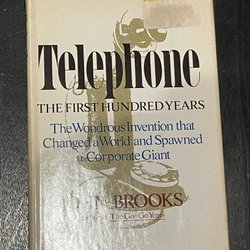 Telephone
THE FIRST HUNDRED YEARS
The Wondrous Invention that
Changed a World and Spawned
a Corporate Giant
BROOKS
The Go-Go Years